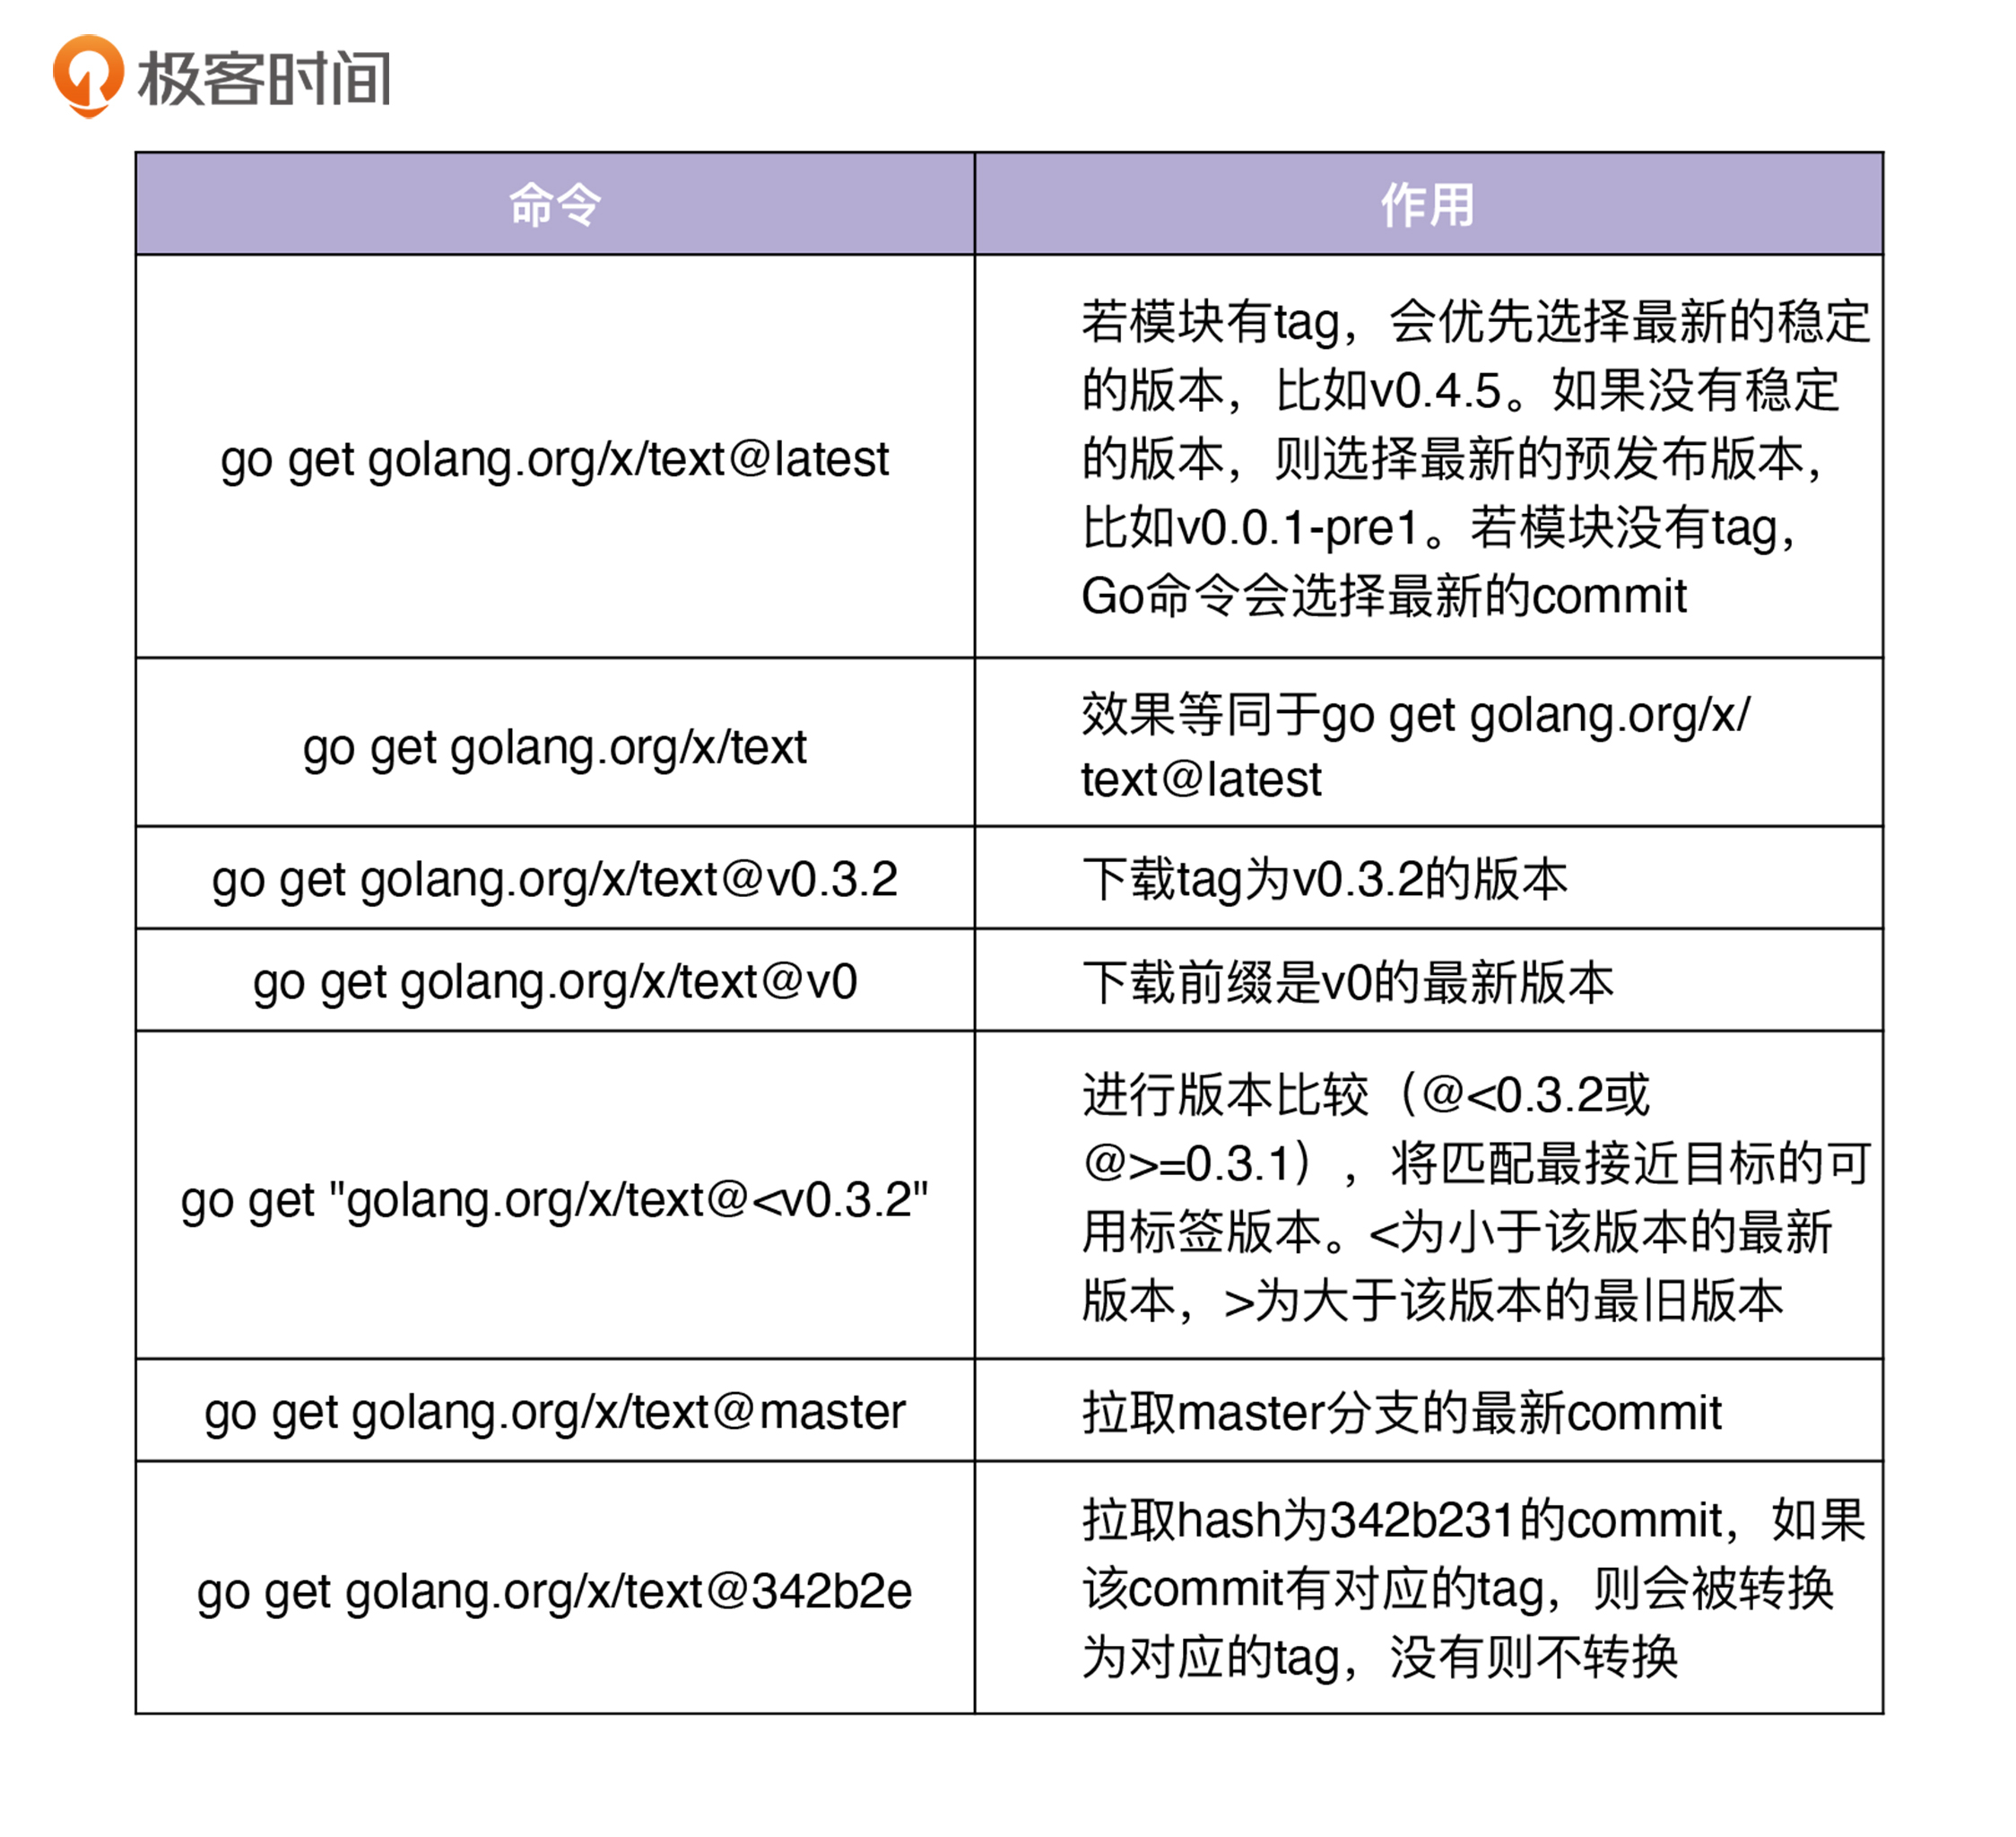 极客时间
命令
作用
go get golang.org/x/text@latest
若模块有tag，会优先选择最新的稳定
的版本，比如v0.4.5。如果没有稳定
的版本，则选择最新的预发布版本，
比如v0.0.1-pre1。若模块没有tag，
Go命令会选择最新的commit
go get golang.org/x/text
效果等同于go get golang.org/x/
text@latest
go get golang.org/x/text@v0.3.2
下载tag为v0.3.2的版本
go get golang.org/x/text@v0
下载前缀是v0的最新版本
go get "golang.org/x/text@<v0.3.2"
进行版本比较（@<0.3.2或
@>=0.3.1），将匹配最接近目标的可
用标签版本。<为小于该版本的最新
版本，>为大于该版本的最旧版本
go get golang.org/x/text@master
拉取master分支的最新commit
go get golang.org/x/text@342b2e
拉取hash为342b231的commit，如果
该commit有对应的tag，则会被转换
为对应的tag，没有则不转换